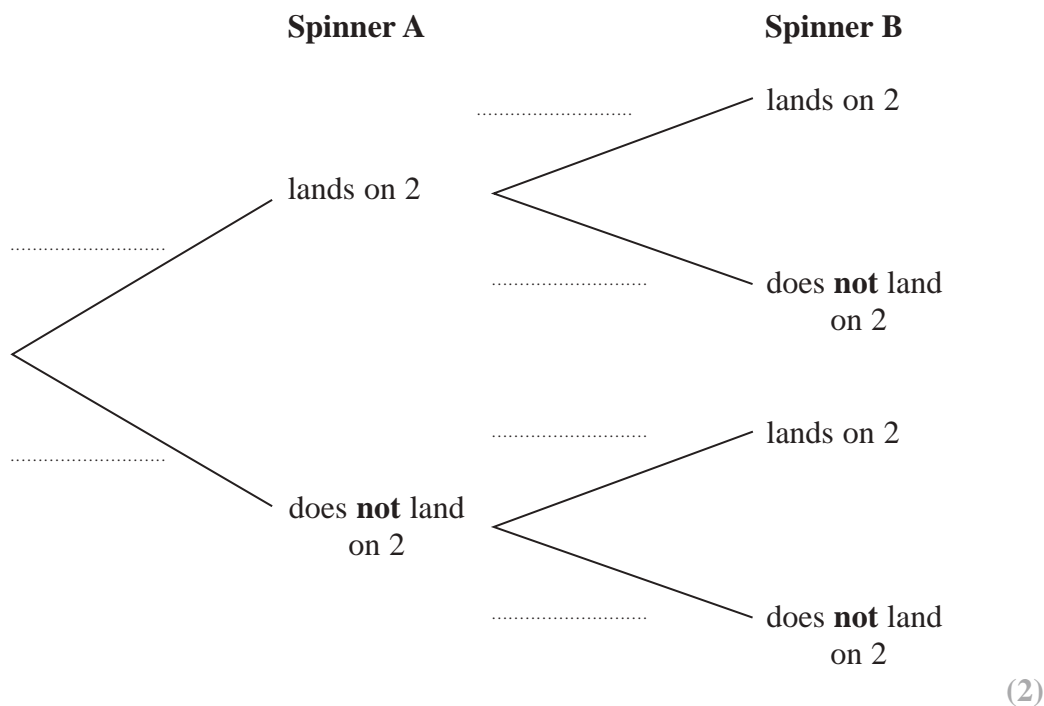 Spinner A Spinner B
lands on 2
lands on 2
does not land
on 2
lands on 2
does not land
on 2
does not land
on 2
(2)